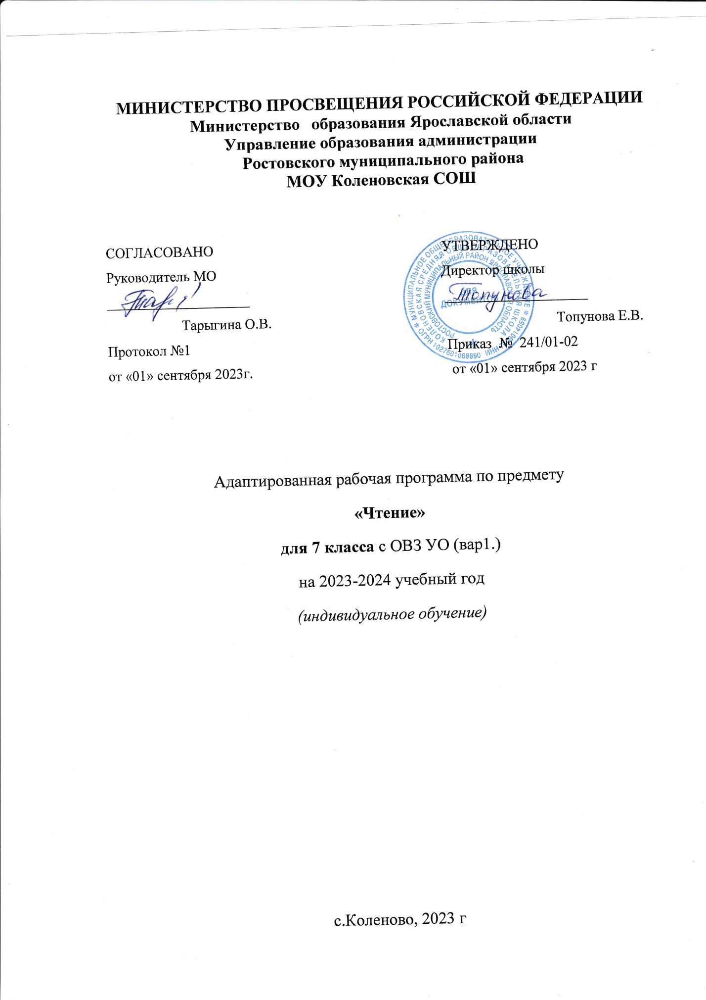 МИНИСТЕРСТВО ПРОСВЕЩЕНИЯ РОССИЙСКОЙ ФЕДЕРАЦИИ
Министерство образования Ярославской области
Управление образования администрации
Ростовского муниципального района
МОУ Коленовская СОШ
СОГЛАСОВАНО
Руководитель МО
Тарыгина О.В.
Протокол №1
от «01» сентября 2023г.
УТВЕРЖДЕНО
Директор школы
Топунова
Топунова Е.В.
Приказ № 241/01-02
от «01» сентября 2023 г
* МУНИЦИПАЛЬНОЕ ОБЩЕОБРАЗОВАТЕЛЬНОЕ УЧРЕЖДЕНИЕ *
КОЛЕНОВСКАЯ СРЕДНЯЯ ОБЩЕОБРАЗОВАТЕЛЬНАЯ ШКОЛА
РОСТОВСКИЙ МУНИЦИПАЛЬНЫЙ РАЙОН ЯРОСЛАВСКАЯ ОБЛАСТЬ
ОГРН 1027601068890 ИНН
ДЛЯ
ДОКУМЕНТОВ
Адаптированная рабочая программа по предмету
«Чтение»
для 7 класса с ОВЗ УО (вар1.)
на 2023-2024 учебный год
(индивидуальное обучение)
с.Коленово, 2023 г